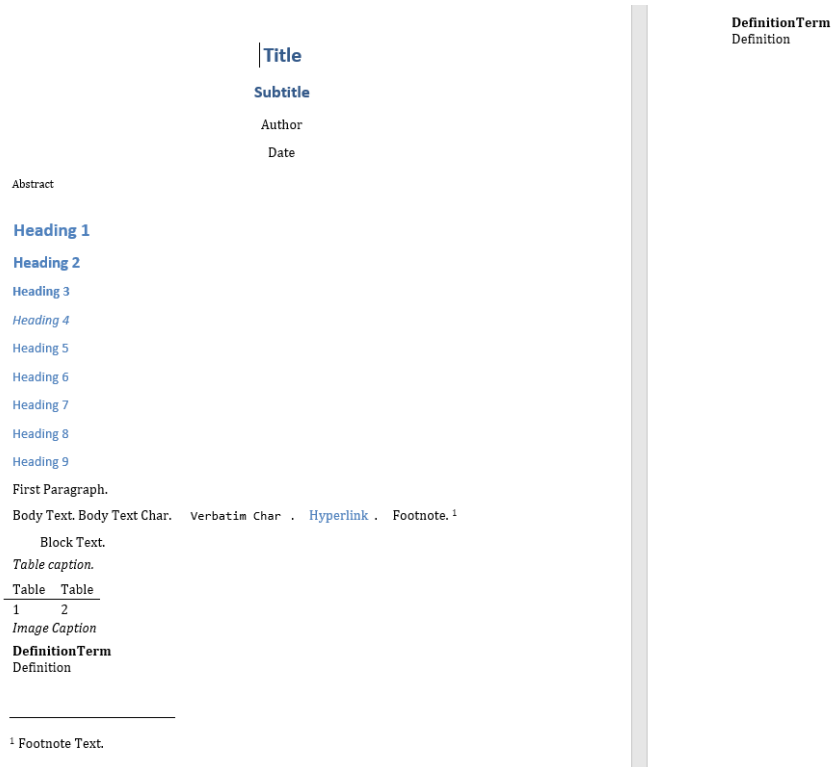 Title
Subtitle
Author
Date
Abstract
Heading 1
Heading 2
Heading 3
Heading 4
Heading 5
Heading 6
Heading 7
Heading 8
Heading 9
First Paragraph.
Body Text. Body Text Char. Verbatim Char . Hyperlink . Footnote. 1
Block Text.
Table caption.
Table Table
1 2
Image Caption
DefinitionTerm
Definition
1 Footnote Text.
DefinitionTerm
Definition